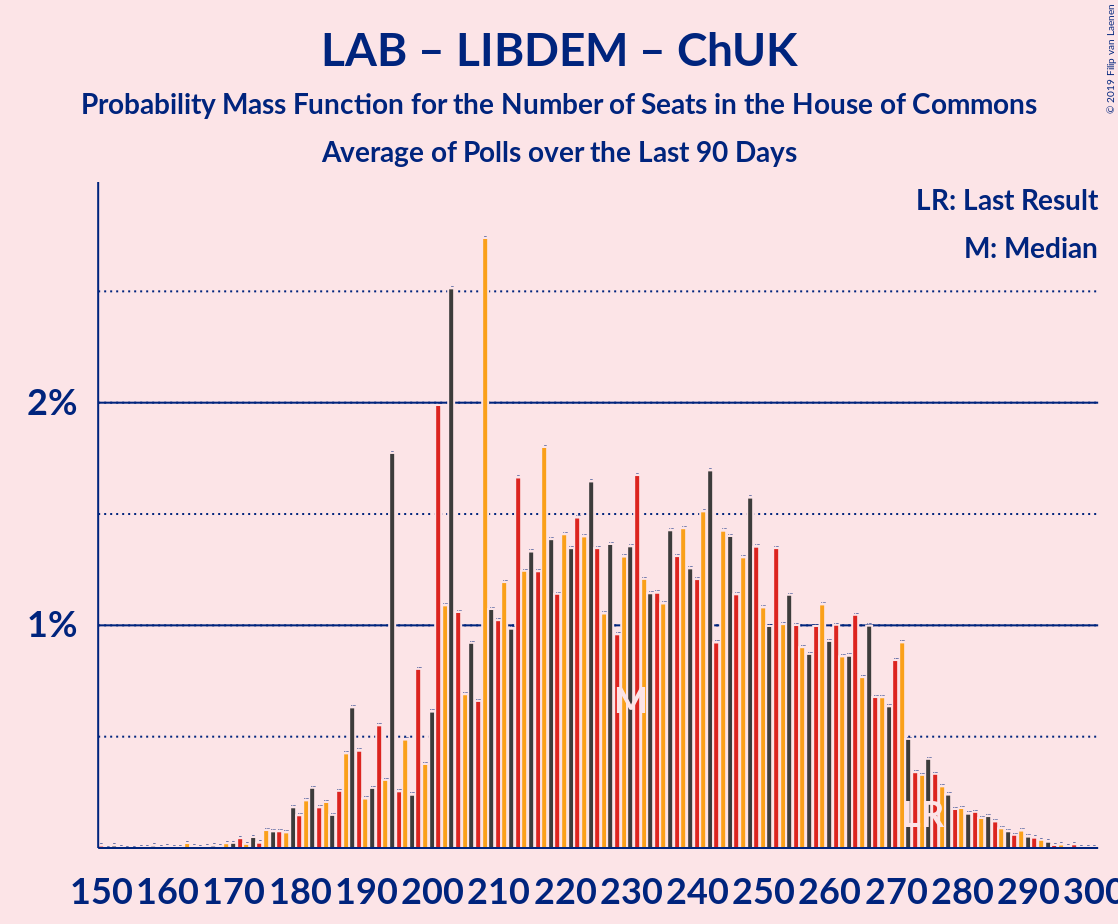 LAB – LIBDEM – ChUK
Probability Mass Function for the Number of Seats in the House of Commons
Average of Polls over the Last 90 Days
© 2019 Filip van Laenen
LR: Last Result
M: Median
2%
1%
M
LR
150 160 170 180 190 200 210 220 230 240 250 260 270 280 290 300